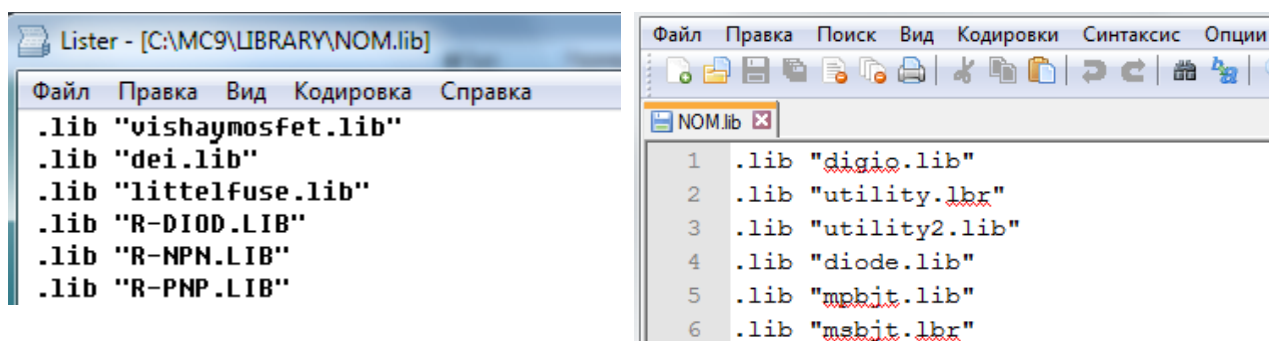 Lister - [C:\MC9\LIBRARY\NOM.lib]
Файл Правка Вид Кодировка Справка
.lib "vishaymosfet.lib"
.lib "dei.lib"
.lib "littelfuse.lib"
.lib "R-DIOD.LIB"
.lib "R-NPN.LIB"
.lib "R-PNP.LIB"
Файл Правка Поиск Вид Кодировки Синтаксис Опции
NOM.lib
1 .lib "digio.lib"
2 .lib "utility.lbr"
3 .lib "utility2.lib"
4 .lib "diode.lib"
5 .lib "mpbjt.lib"
6 .lib "msbjt.lbr"